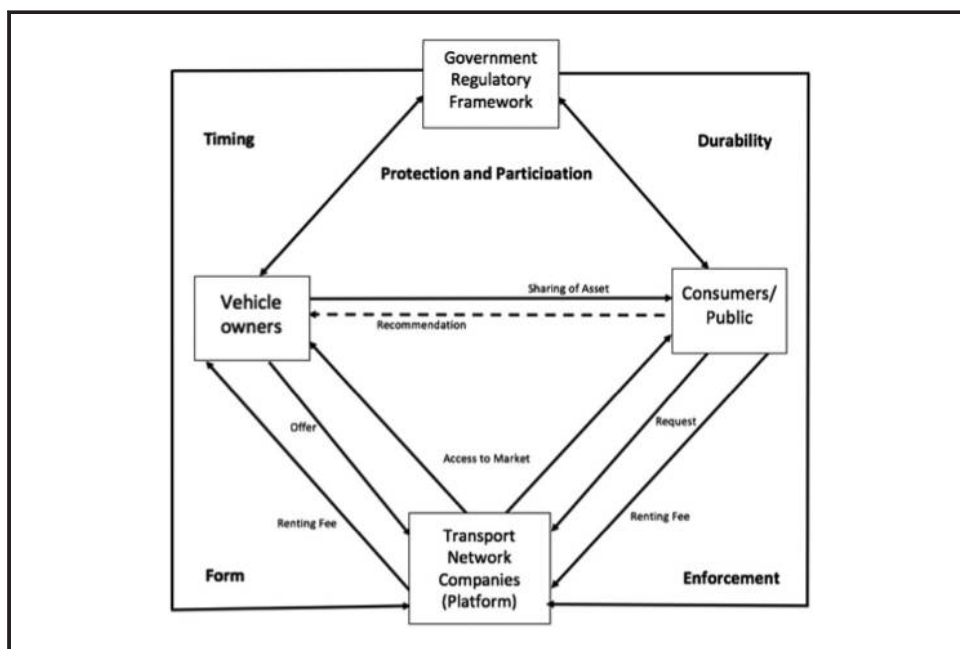 Government
Regulatory
Framework
Timing
Durability
Protection and Participation
Vehicle
owners
Sharing of Asset
Recommendation
Consumers/
Public
Offer
Request
Access to Market
Renting Fee
Renting Fee
Form
Transport
Network
Companies
(Platform)
Enforcement